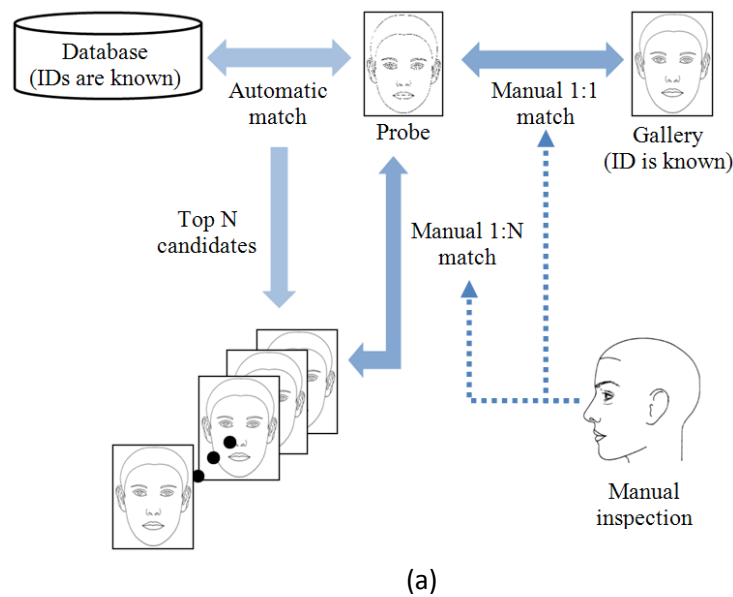 Database
(IDs are known)
Automatic
match
Probe
Manual 1:1
match
Gallery
(ID is known)
Top N
candidates
Manual 1:N
match
Manual
inspection
(a)